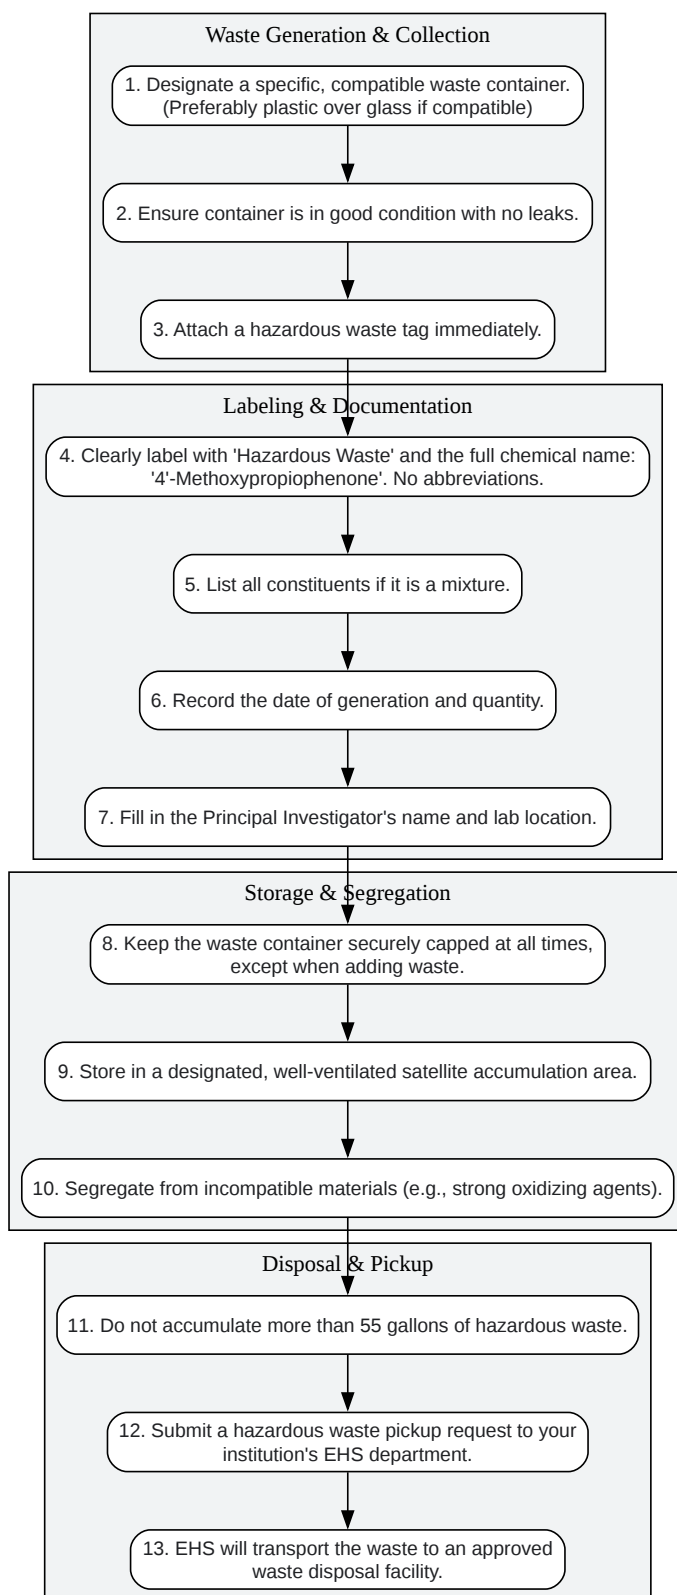 Waste Generation & Collection
1. Designate a specific, compatible waste container.
(Preferably plastic over glass if compatible)
2. Ensure container is in good condition with no leaks.
3. Attach a hazardous waste tag immediately.
Labeling & Documentation
4. Clearly label with 'Hazardous Waste' and the full chemical name:
'4'-Methoxypropiophenone'. No abbreviations.
5. List all constituents if it is a mixture.
6. Record the date of generation and quantity.
7. Fill in the Principal Investigator's name and lab location.
Storage & Segregation
8. Keep the waste container securely capped at all times,
except when adding waste.
9. Store in a designated, well-ventilated satellite accumulation area.
10. Segregate from incompatible materials (e.g., strong oxidizing agents).
Disposal & Pickup
11. Do not accumulate more than 55 gallons of hazardous waste.
12. Submit a hazardous waste pickup request to your
institution's EHS department.
13. EHS will transport the waste to an approved
waste disposal facility.